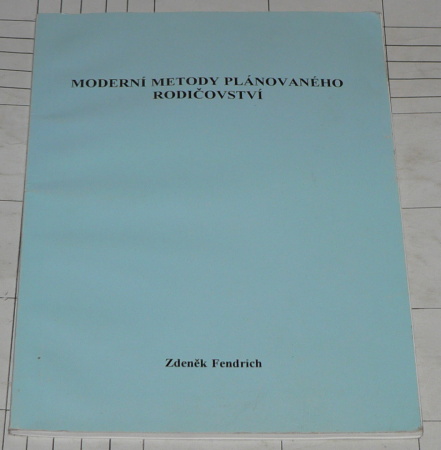 MODERNÍ METODY PLÁNOVANÉHO
RODIČOVSTVÍ
Zdeněk Fendrich